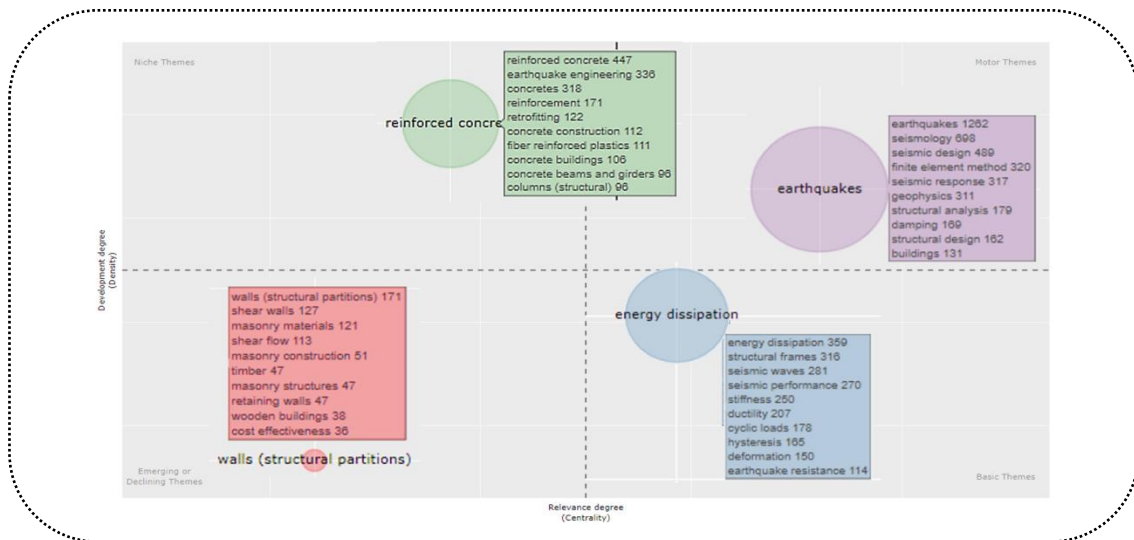 Niche Themes
Motor Themes
reinforced concre
reinforced concrete 447
earthquake engineering 336
concretes 318
reinforcement 171
retrofitting 122
concrete construction 112
fiber reinforced plastics 111
concrete buildings 106
concrete beams and girders 96
columns (structural) 96
earthquakes
earthquakes 1262
seismology 698
seismic design 489
finite element method 320
seismic response 317
geophysics 311
structural analysis 179
damping 169
structural design 162
buildings 131
Development degree
(Density)
walls (structural partitions) 171
shear walls 127
masonry materials 121
shear flow 113
masonry construction 51
timber 47
masonry structures 47
retaining walls 47
wooden buildings 38
cost effectiveness 36
walls (structural partitions)
energy dissipation
energy dissipation 359
structural frames 316
seismic waves 281
seismic performance 270
stiffness 250
ductility 207
cyclic loads 178
hysteresis 165
deformation 150
earthquake resistance 114
Emerging or
Declining Themes
Basic Themes
Relevance degree
(Centrality)